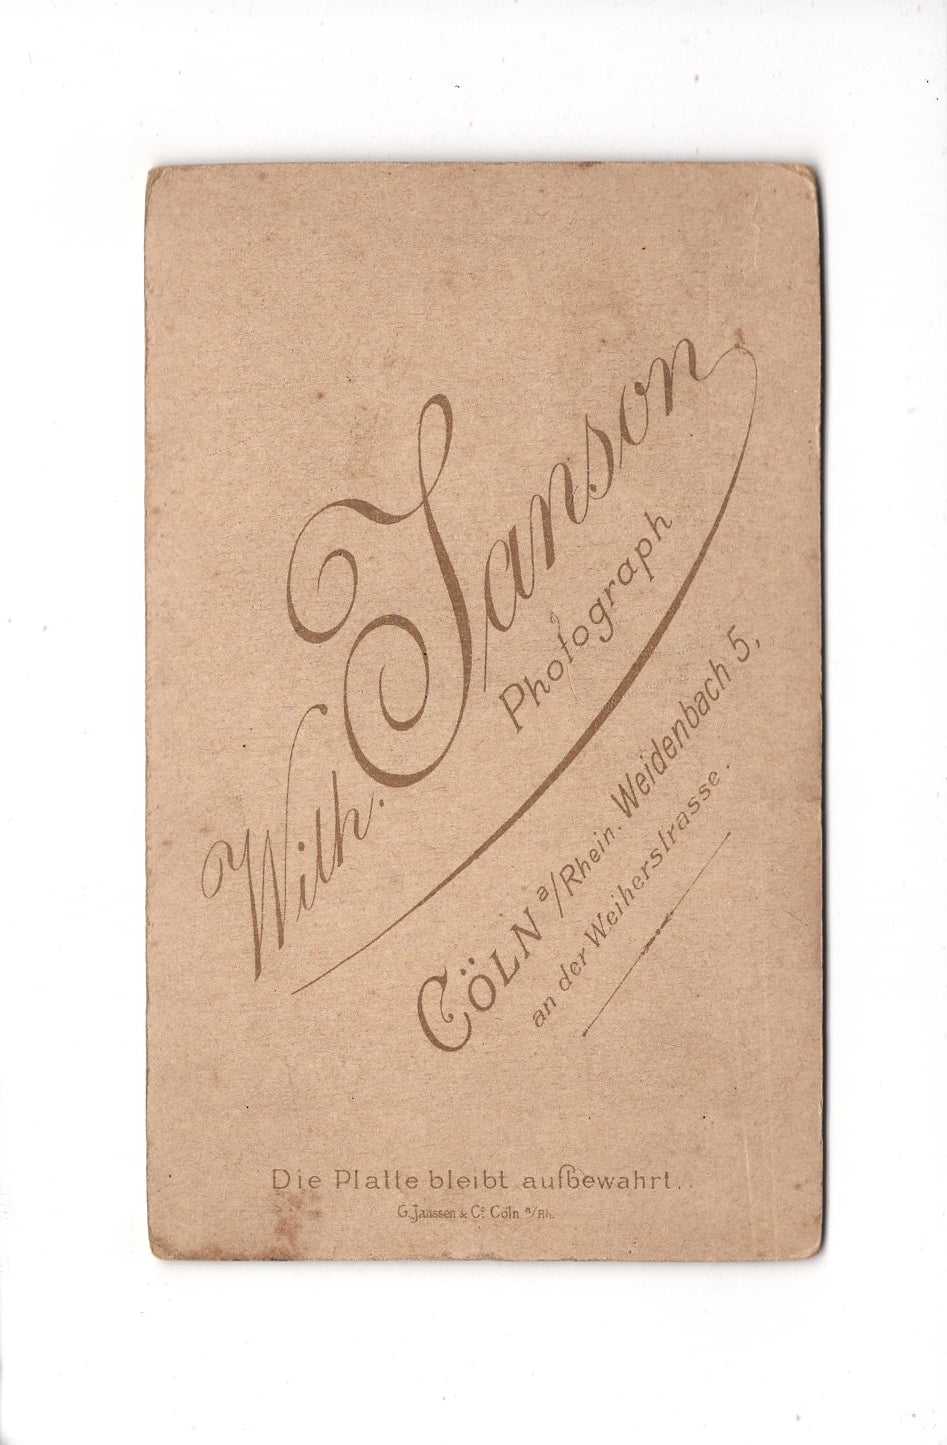 Wilh. Janson
Photograph
CÖLN a/Rhein. Weidenbach 5,
an der Weiherstrasse.
Die Platte bleibt aufbewahrt.
G. Janssen & Co. Cöln a/Rh.